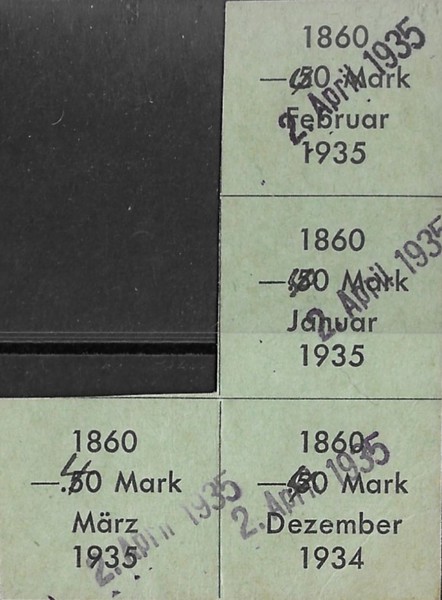 1860
—.50 Mark
Februar
1935
2. April 1935
1860
—.50 Mark
Januar
1935
2. April 1935
1860
—.50 Mark
März
1935
2. April 1935
1860
—.50 Mark
Dezember
1934
2. April 1935